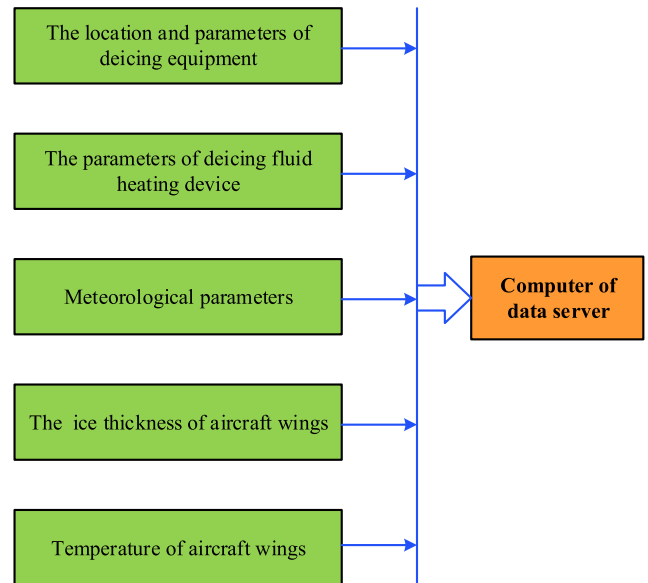 The location and parameters of
deicing equipment
The parameters of deicing fluid
heating device
Meteorological parameters
Computer of
data server
The ice thickness of aircraft wings
Temperature of aircraft wings